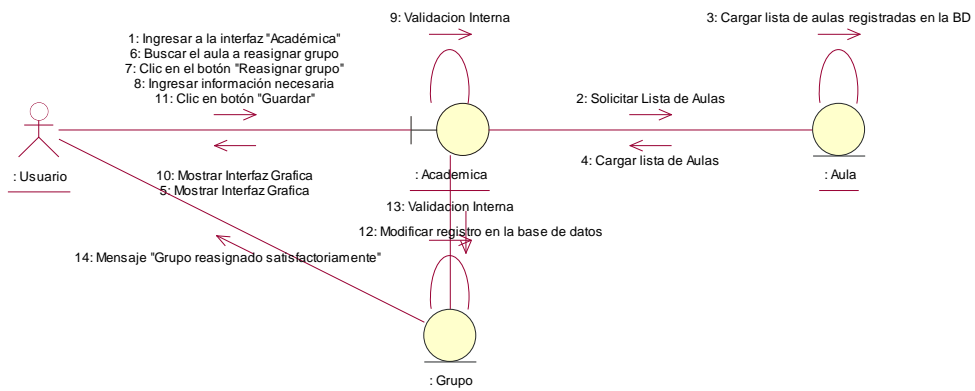 9: Validacion Interna
3: Cargar lista de aulas registradas en la BD
1: Ingresar a la interfaz "Académica"
6: Buscar el aula a reasignar grupo
7: Clic en el botón "Reasignar grupo"
8: Ingresar información necesaria
11: Clic en botón "Guardar"
2: Solicitar Lista de Aulas
4: Cargar lista de Aulas
: Usuario
10: Mostrar Interfaz Grafica
5: Mostrar Interfaz Grafica
: Academica
: Aula
13: Validacion Interna
12: Modificar registro en la base de datos
14: Mensaje "Grupo reasignado satisfactoriamente"
: Grupo